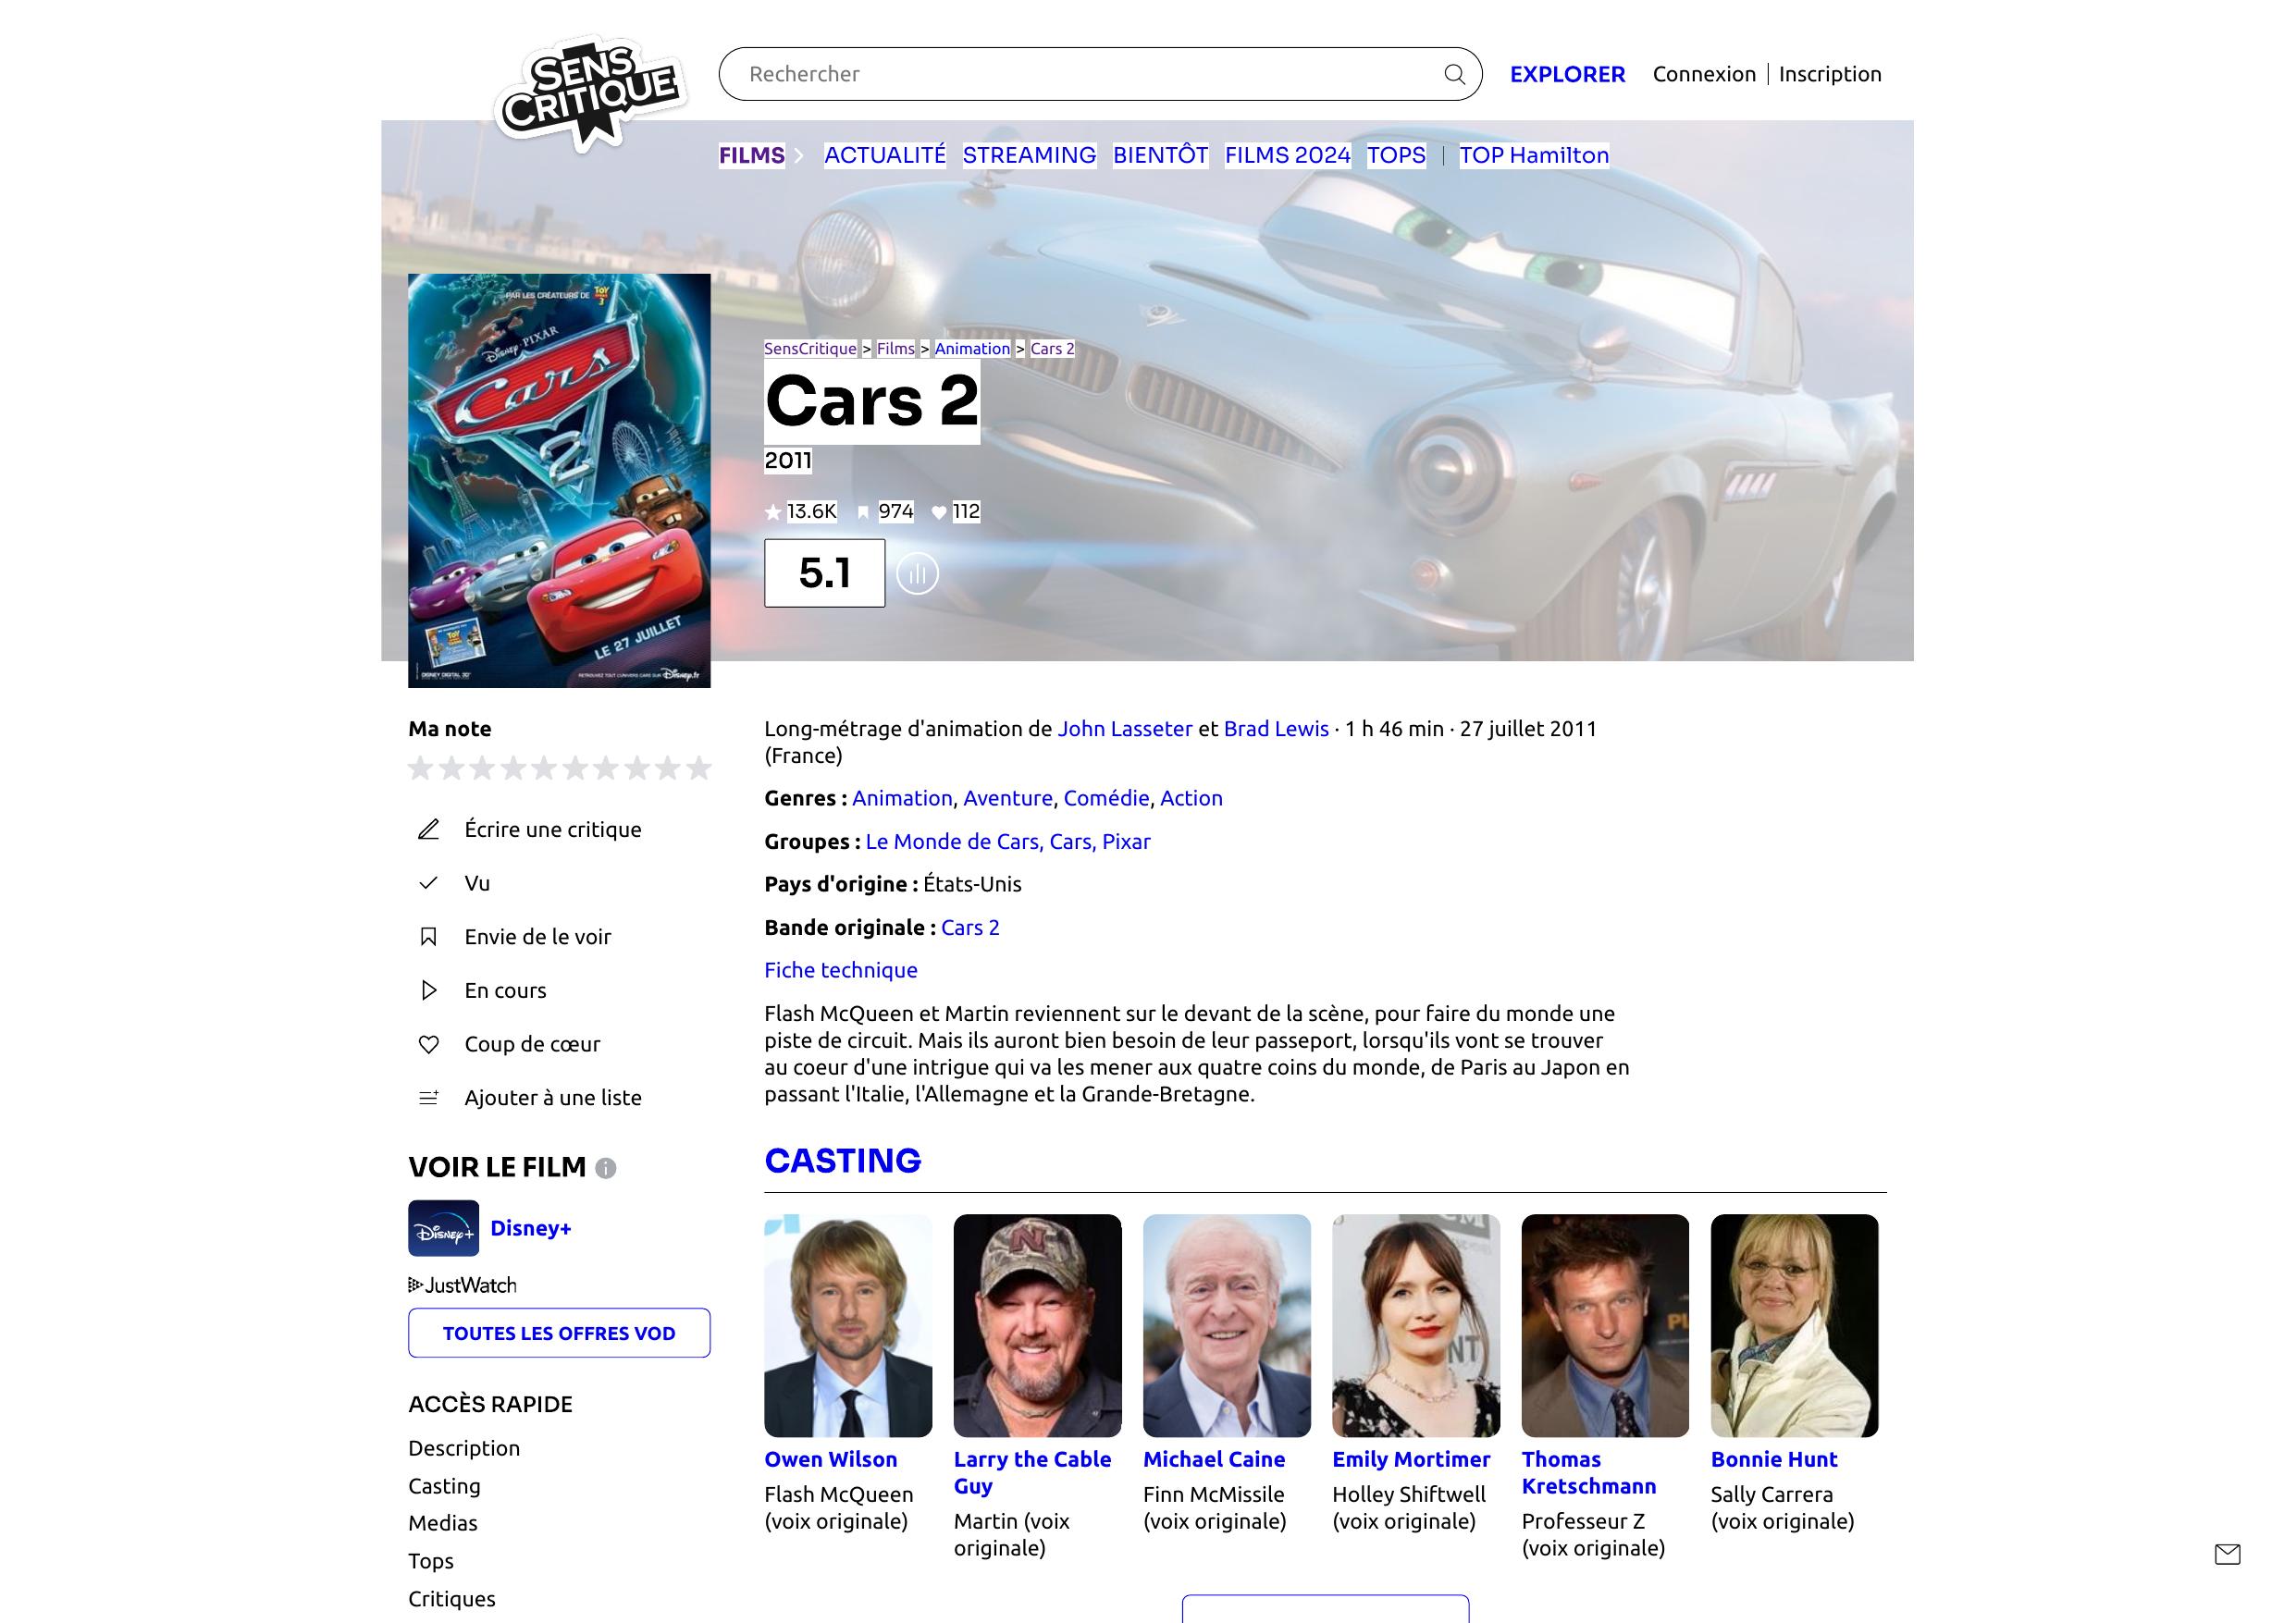 SENS
CRITIQUE
Rechercher
EXPLORER
Connexion | Inscription
FILMS
ACTUALITÉ STREAMING BIENTÔT FILMS 2024 TOPS | TOP Hamilton
PAR LES CRÉATEURS DE TOY STORY 3
Disney · PIXAR
Cars
2
LE 27 JUILLET
DISNEY DIGITAL 3D
RETROUVEZ TOUT L'UNIVERS CARS SUR Disney.fr
SensCritique > Films > Animation > Cars 2
Cars 2
2011
13.6K 974 112
5.1
Ma note
Écrire une critique
Vu
Envie de le voir
En cours
Coup de cœur
Ajouter à une liste
VOIR LE FILM
Disney+
Disney+
JustWatch
TOUTES LES OFFRES VOD
ACCÈS RAPIDE
Description
Casting
Medias
Tops
Critiques
Long-métrage d'animation de John Lasseter et Brad Lewis · 1 h 46 min · 27 juillet 2011
(France)
Genres : Animation, Aventure, Comédie, Action
Groupes : Le Monde de Cars, Cars, Pixar
Pays d'origine : États-Unis
Bande originale : Cars 2
Fiche technique
Flash McQueen et Martin reviennent sur le devant de la scène, pour faire du monde une
piste de circuit. Mais ils auront bien besoin de leur passeport, lorsqu'ils vont se trouver
au coeur d'une intrigue qui va les mener aux quatre coins du monde, de Paris au Japon en
passant l'Italie, l'Allemagne et la Grande-Bretagne.
CASTING
Owen Wilson
Flash McQueen
(voix originale)
Larry the Cable
Guy
Martin (voix
originale)
Michael Caine
Finn McMissile
(voix originale)
Emily Mortimer
Holley Shiftwell
(voix originale)
Thomas
Kretschmann
Professeur Z
(voix originale)
Bonnie Hunt
Sally Carrera
(voix originale)